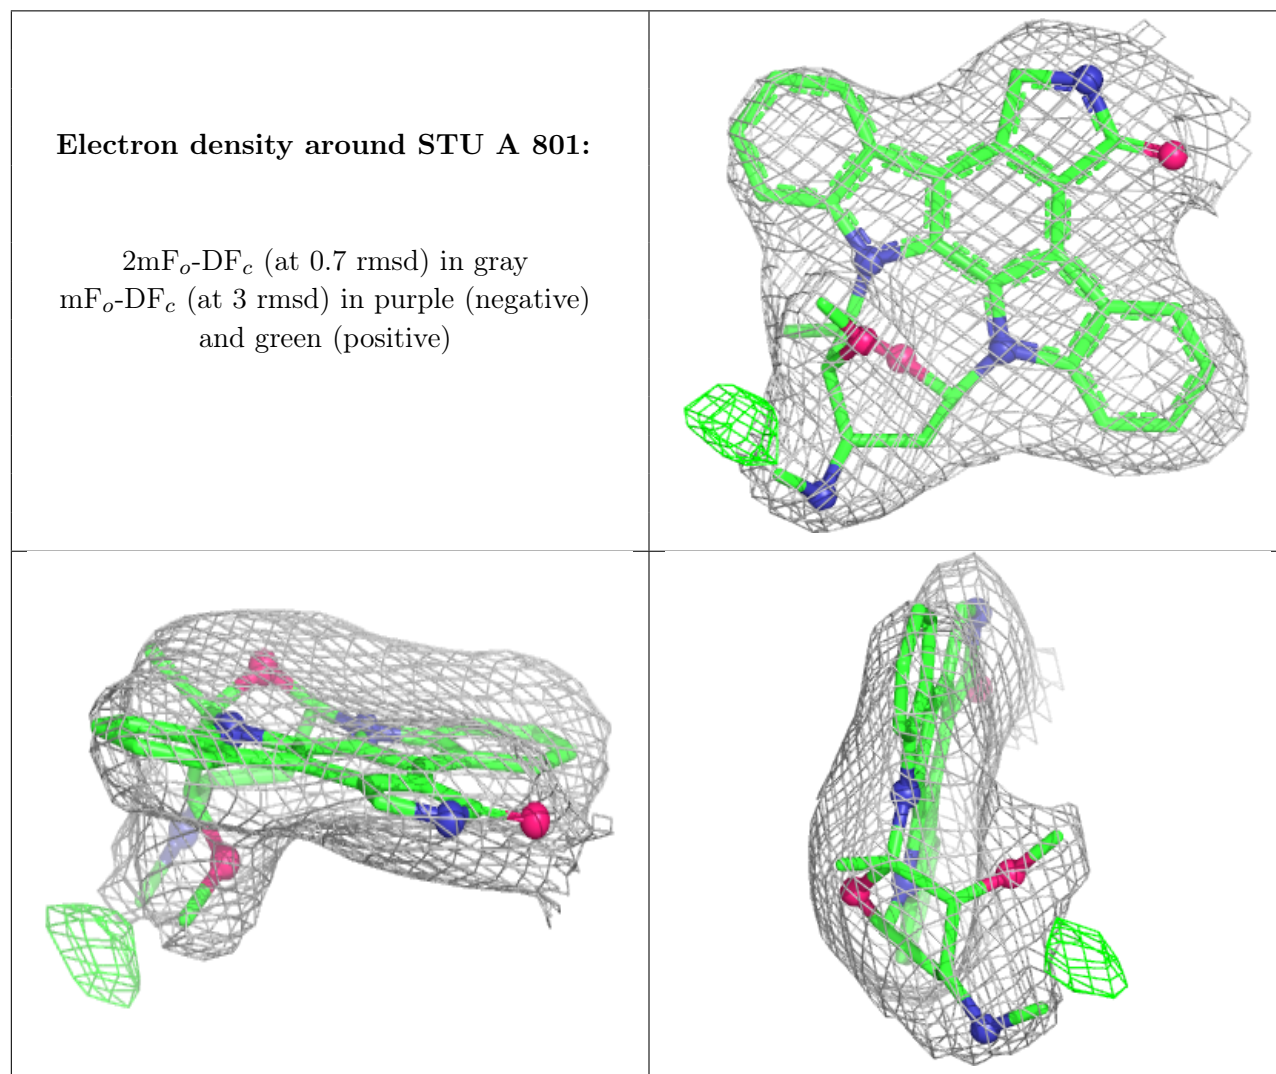 Electron density around STU A 801:
2mFo-DFc (at 0.7 rmsd) in gray
mFo-DFc (at 3 rmsd) in purple (negative)
and green (positive)